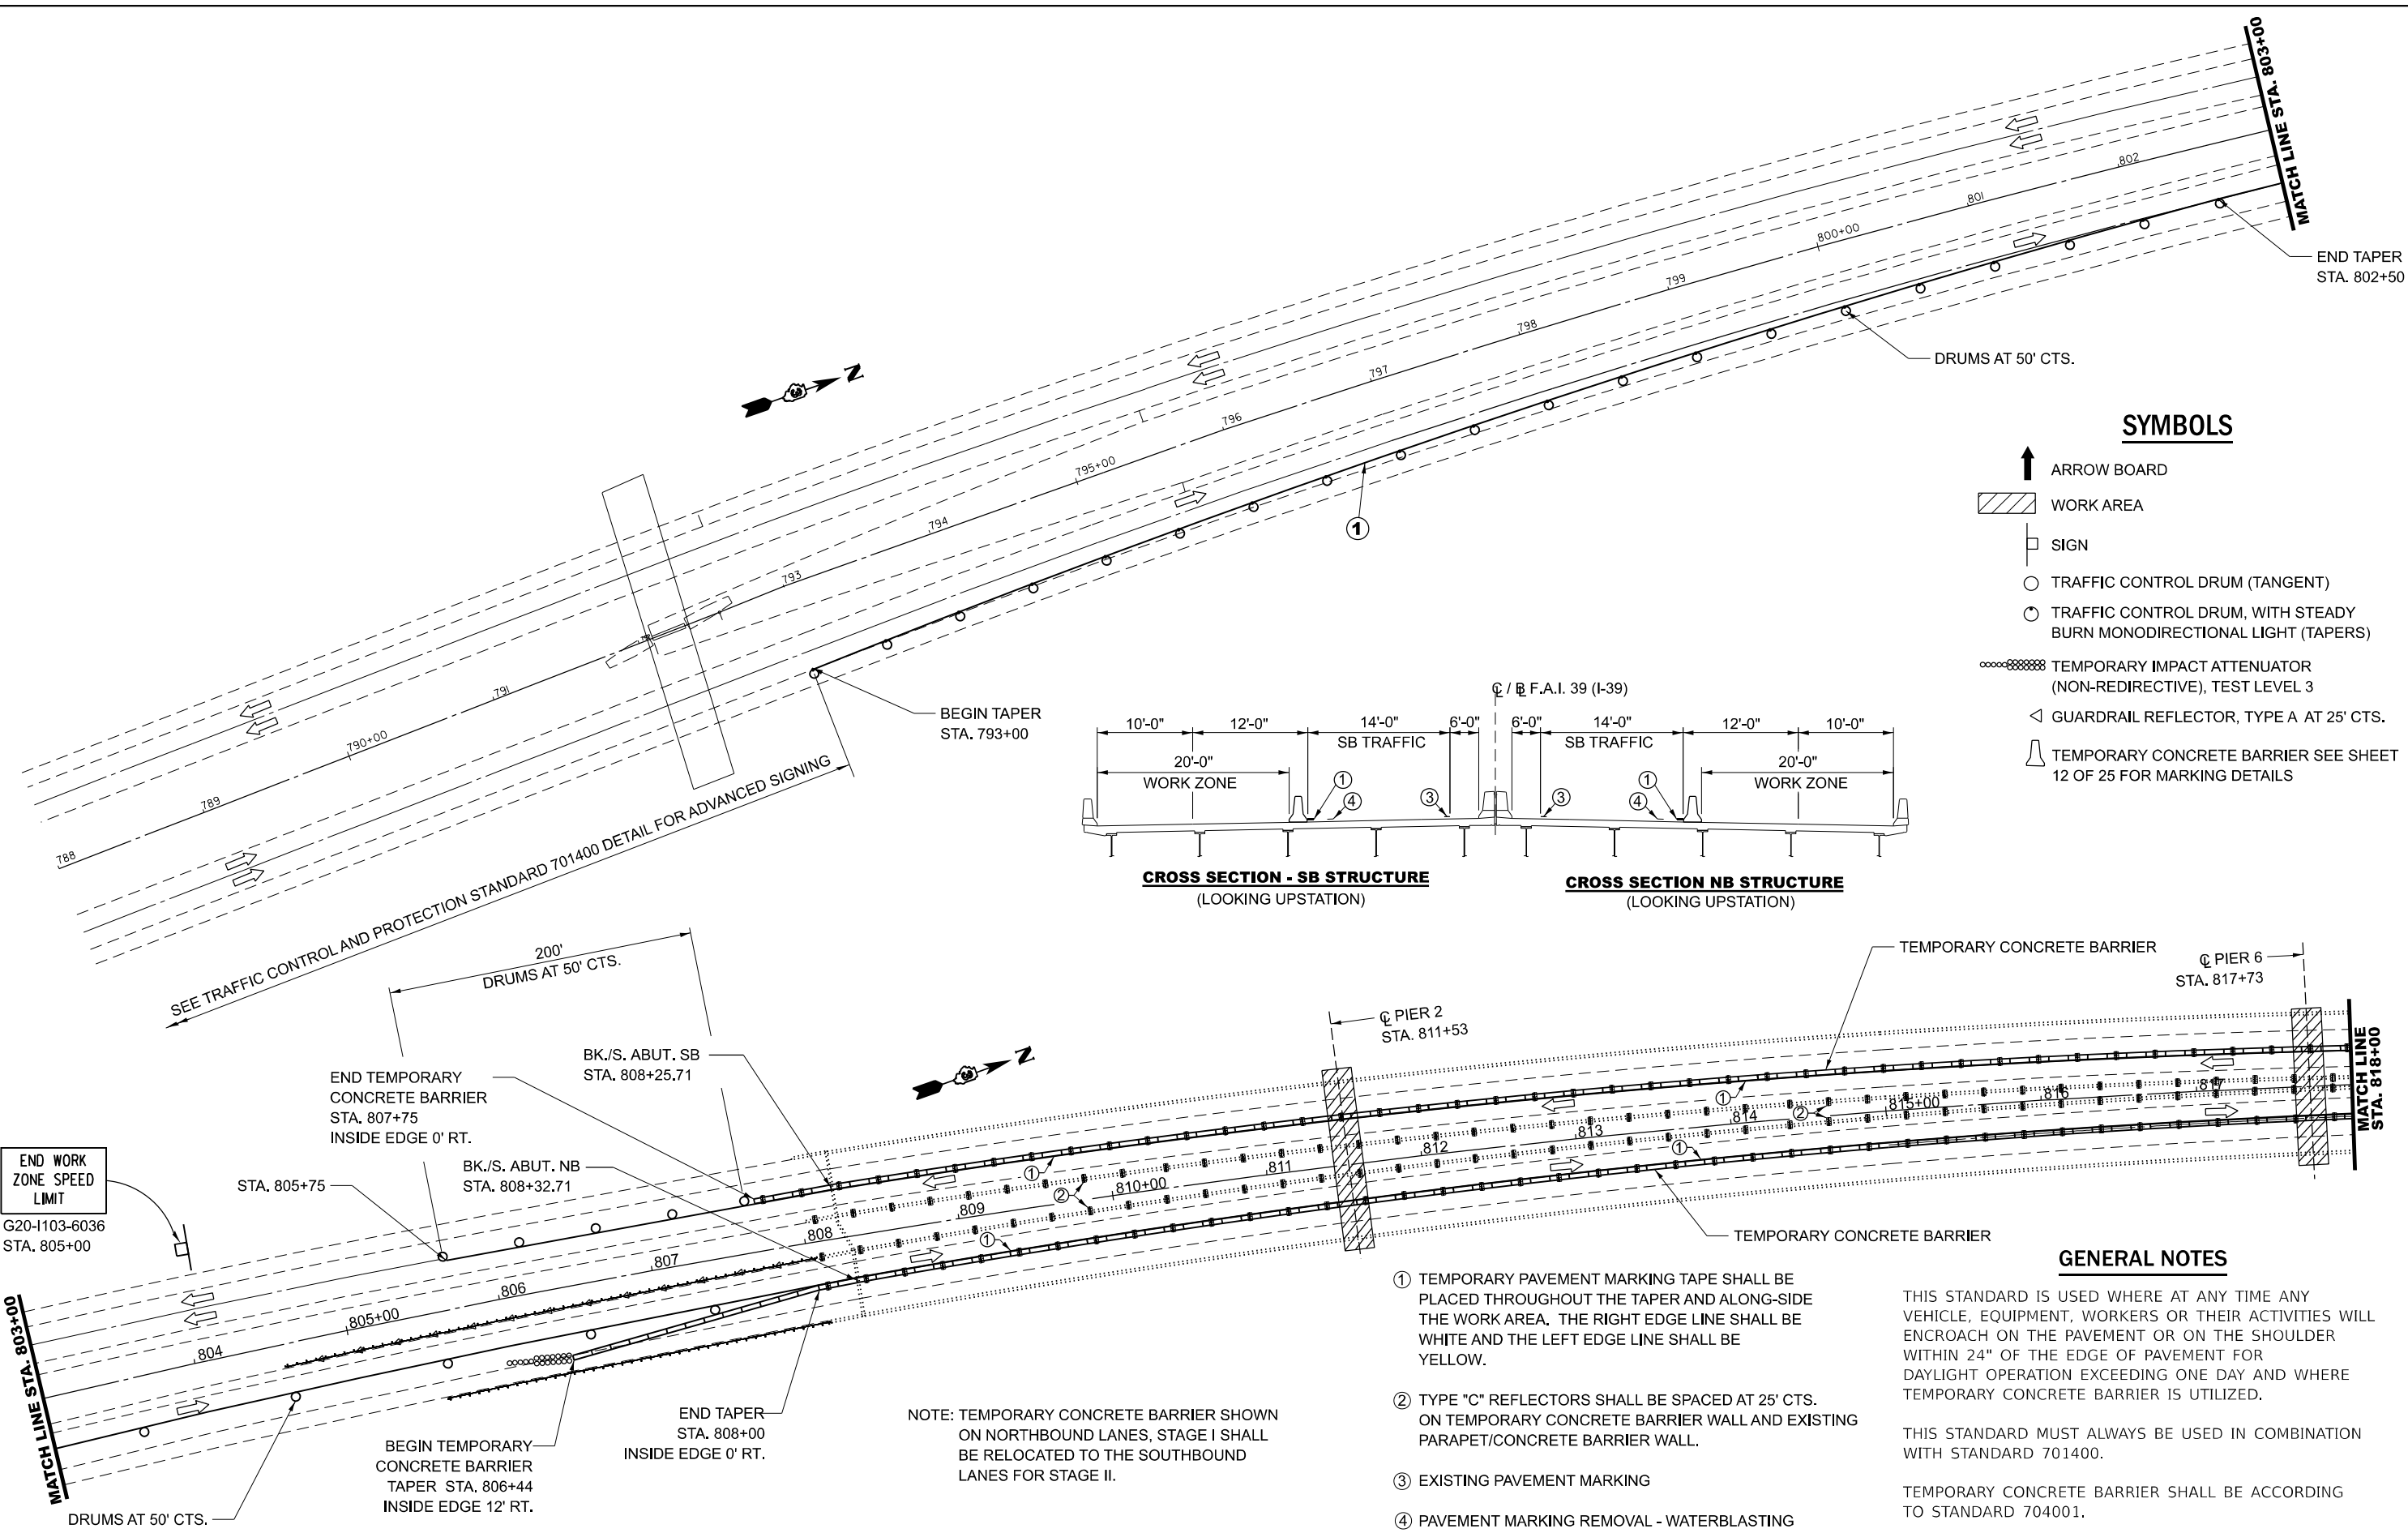 MATCH LINE STA. 803+00
END TAPER
STA. 802+50
788
789
790+00
791
793
794
795+00
796
797
798
799
800+00
801
802
N
DRUMS AT 50' CTS.
1
BEGIN TAPER
STA. 793+00
SEE TRAFFIC CONTROL AND PROTECTION STANDARD 701400 DETAIL FOR ADVANCED SIGNING
SYMBOLS
ARROW BOARD
WORK AREA
SIGN
TRAFFIC CONTROL DRUM (TANGENT)
TRAFFIC CONTROL DRUM, WITH STEADY
BURN MONODIRECTIONAL LIGHT (TAPERS)
TEMPORARY IMPACT ATTENUATOR
(NON-REDIRECTIVE), TEST LEVEL 3
GUARDRAIL REFLECTOR, TYPE A AT 25' CTS.
TEMPORARY CONCRETE BARRIER SEE SHEET
12 OF 25 FOR MARKING DETAILS
℄ / B F.A.I. 39 (I-39)
10'-0" 12'-0" 14'-0" 6'-0" 6'-0" 14'-0" 12'-0" 10'-0"
SB TRAFFIC SB TRAFFIC
20'-0" 20'-0"
WORK ZONE WORK ZONE
1 4 3 3 4 1
CROSS SECTION - SB STRUCTURE
(LOOKING UPSTATION)
CROSS SECTION NB STRUCTURE
(LOOKING UPSTATION)
200'
DRUMS AT 50' CTS.
END TEMPORARY
CONCRETE BARRIER
STA. 807+75
INSIDE EDGE 0' RT.
BK./S. ABUT. SB
STA. 808+25.71
BK./S. ABUT. NB
STA. 808+32.71
STA. 805+75
END WORK
ZONE SPEED
LIMIT
G20-I103-6036
STA. 805+00
N
℄ PIER 2
STA. 811+53
TEMPORARY CONCRETE BARRIER
℄ PIER 6
STA. 817+73
MATCH LINE
STA. 818+00
804
805+00
806
807
808
809
810+00
811
812
813
814
815+00
816
817
1
2
1
1
2
1
TEMPORARY CONCRETE BARRIER
MATCH LINE STA. 803+00
DRUMS AT 50' CTS.
BEGIN TEMPORARY
CONCRETE BARRIER
TAPER STA. 806+44
INSIDE EDGE 12' RT.
END TAPER
STA. 808+00
INSIDE EDGE 0' RT.
NOTE: TEMPORARY CONCRETE BARRIER SHOWN
ON NORTHBOUND LANES, STAGE I SHALL
BE RELOCATED TO THE SOUTHBOUND
LANES FOR STAGE II.
1 TEMPORARY PAVEMENT MARKING TAPE SHALL BE
PLACED THROUGHOUT THE TAPER AND ALONG-SIDE
THE WORK AREA. THE RIGHT EDGE LINE SHALL BE
WHITE AND THE LEFT EDGE LINE SHALL BE
YELLOW.
2 TYPE "C" REFLECTORS SHALL BE SPACED AT 25' CTS.
ON TEMPORARY CONCRETE BARRIER WALL AND EXISTING
PARAPET/CONCRETE BARRIER WALL.
3 EXISTING PAVEMENT MARKING
4 PAVEMENT MARKING REMOVAL - WATERBLASTING
GENERAL NOTES
THIS STANDARD IS USED WHERE AT ANY TIME ANY
VEHICLE, EQUIPMENT, WORKERS OR THEIR ACTIVITIES WILL
ENCROACH ON THE PAVEMENT OR ON THE SHOULDER
WITHIN 24" OF THE EDGE OF PAVEMENT FOR
DAYLIGHT OPERATION EXCEEDING ONE DAY AND WHERE
TEMPORARY CONCRETE BARRIER IS UTILIZED.
THIS STANDARD MUST ALWAYS BE USED IN COMBINATION
WITH STANDARD 701400.
TEMPORARY CONCRETE BARRIER SHALL BE ACCORDING
TO STANDARD 704001.